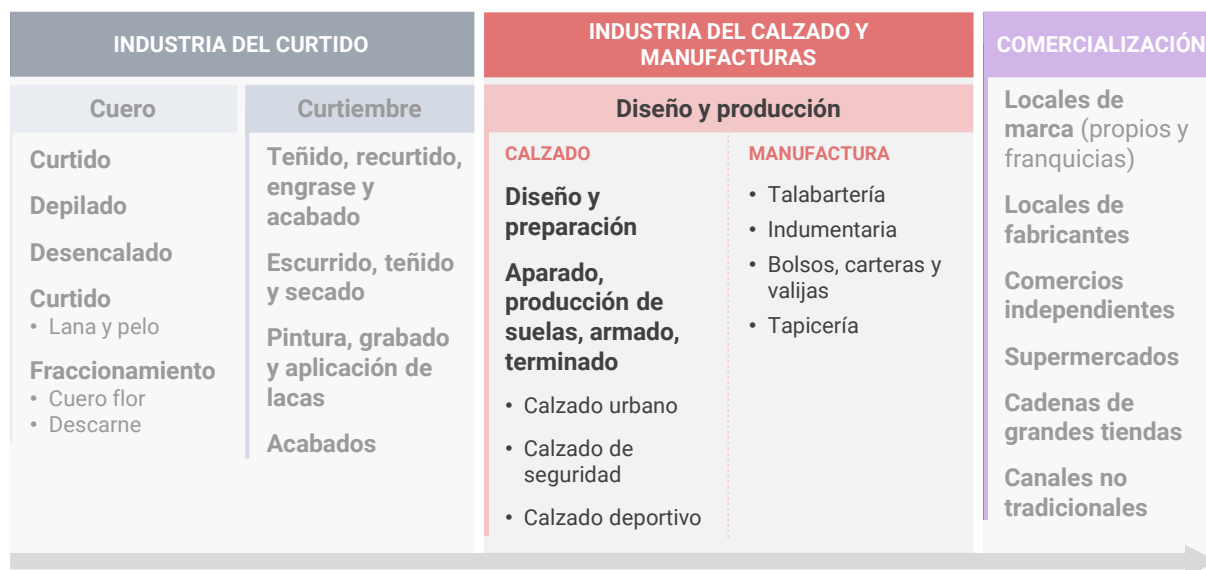 INDUSTRIA DEL CURTIDO
Cuero
Curtido
Depilado
Desencalado
Curtido
• Lana y pelo
Fraccionamiento
• Cuero flor
• Descarne
Curtiembre
Teñido, recurtido,
engrase y
acabado
Escurrido, teñido
y secado
Pintura, grabado
y aplicación de
lacas
Acabados
INDUSTRIA DEL CALZADO Y
MANUFACTURAS
Diseño y producción
CALZADO
Diseño y
preparación
Aparado,
producción de
suelas, armado,
terminado
• Calzado urbano
• Calzado de
seguridad
• Calzado deportivo
MANUFACTURA
• Talabartería
• Indumentaria
• Bolsos, carteras y
valijas
• Tapicería
COMERCIALIZACIÓN
Locales de
marca (propios y
franquicias)
Locales de
fabricantes
Comercios
independientes
Supermercados
Cadenas de
grandes tiendas
Canales no
tradicionales